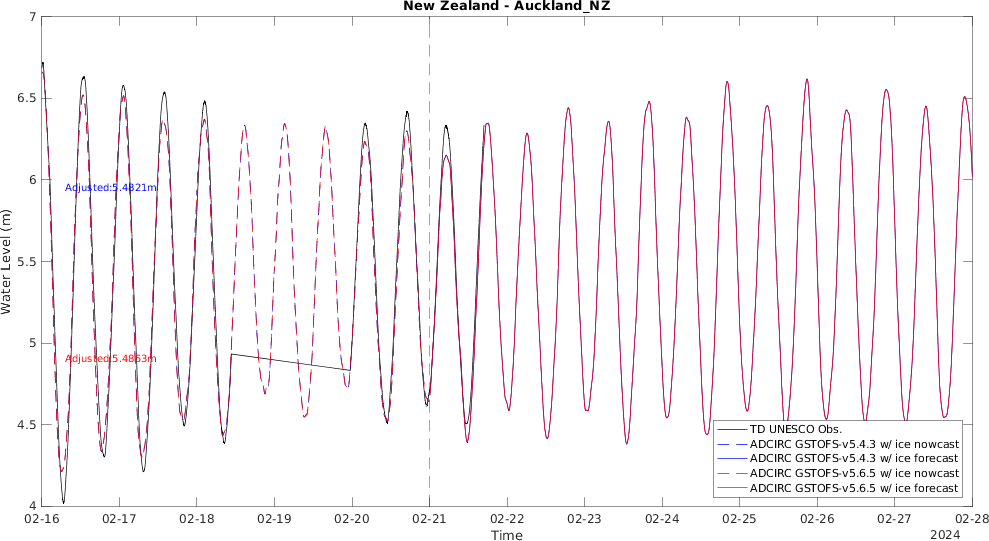 New Zealand - Auckland_NZ
7
6.5
6
5.5
5
4.5
4
Water Level (m)
Adjusted:5.4821m
Adjusted:5.4863m
TD UNESCO Obs.
ADCIRC GSTOFS-v5.4.3 w/ ice nowcast
ADCIRC GSTOFS-v5.4.3 w/ ice forecast
ADCIRC GSTOFS-v5.6.5 w/ ice nowcast
ADCIRC GSTOFS-v5.6.5 w/ ice forecast
02-16 02-17 02-18 02-19 02-20 02-21 02-22 02-23 02-24 02-25 02-26 02-27 02-28
Time
2024